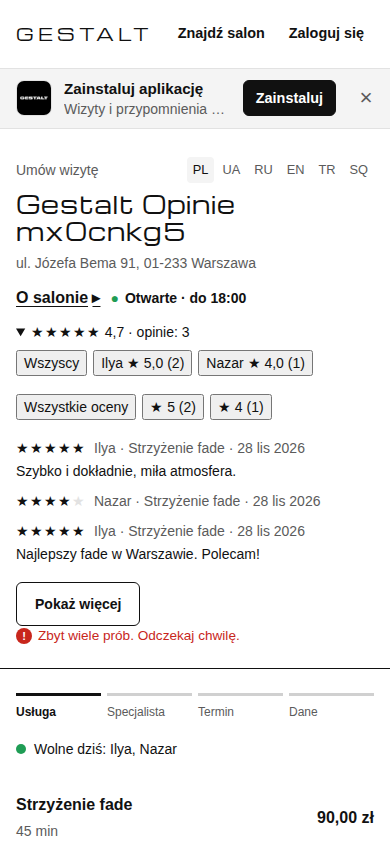 GESTALT Znajdź salon Zaloguj się
GESTALT Zainstaluj aplikację Zainstaluj ×
Wizyty i przypomnienia …
Umów wizytę PL UA RU EN TR SQ
Gestalt Opinie
mx0cnkg5
ul. Józefa Bema 91, 01-233 Warszawa
O salonie ▸ ● Otwarte · do 18:00
▼ ★★★★★ 4,7 · opinie: 3
Wszyscy Ilya ★ 5,0 (2) Nazar ★ 4,0 (1)
Wszystkie oceny ★ 5 (2) ★ 4 (1)
★★★★★ Ilya · Strzyżenie fade · 28 lis 2026
Szybko i dokładnie, miła atmosfera.
★★★★★ Nazar · Strzyżenie fade · 28 lis 2026
★★★★★ Ilya · Strzyżenie fade · 28 lis 2026
Najlepszy fade w Warszawie. Polecam!
Pokaż więcej
! Zbyt wiele prób. Odczekaj chwilę.
Usługa Specjalista Termin Dane
Wolne dziś: Ilya, Nazar
Strzyżenie fade 90,00 zł
45 min